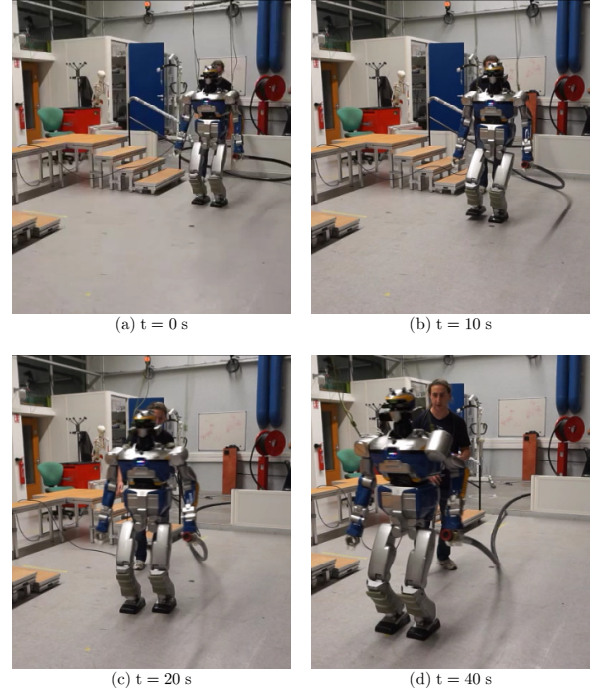 (a) t = 0 s
(b) t = 10 s
(c) t = 20 s
(d) t = 40 s